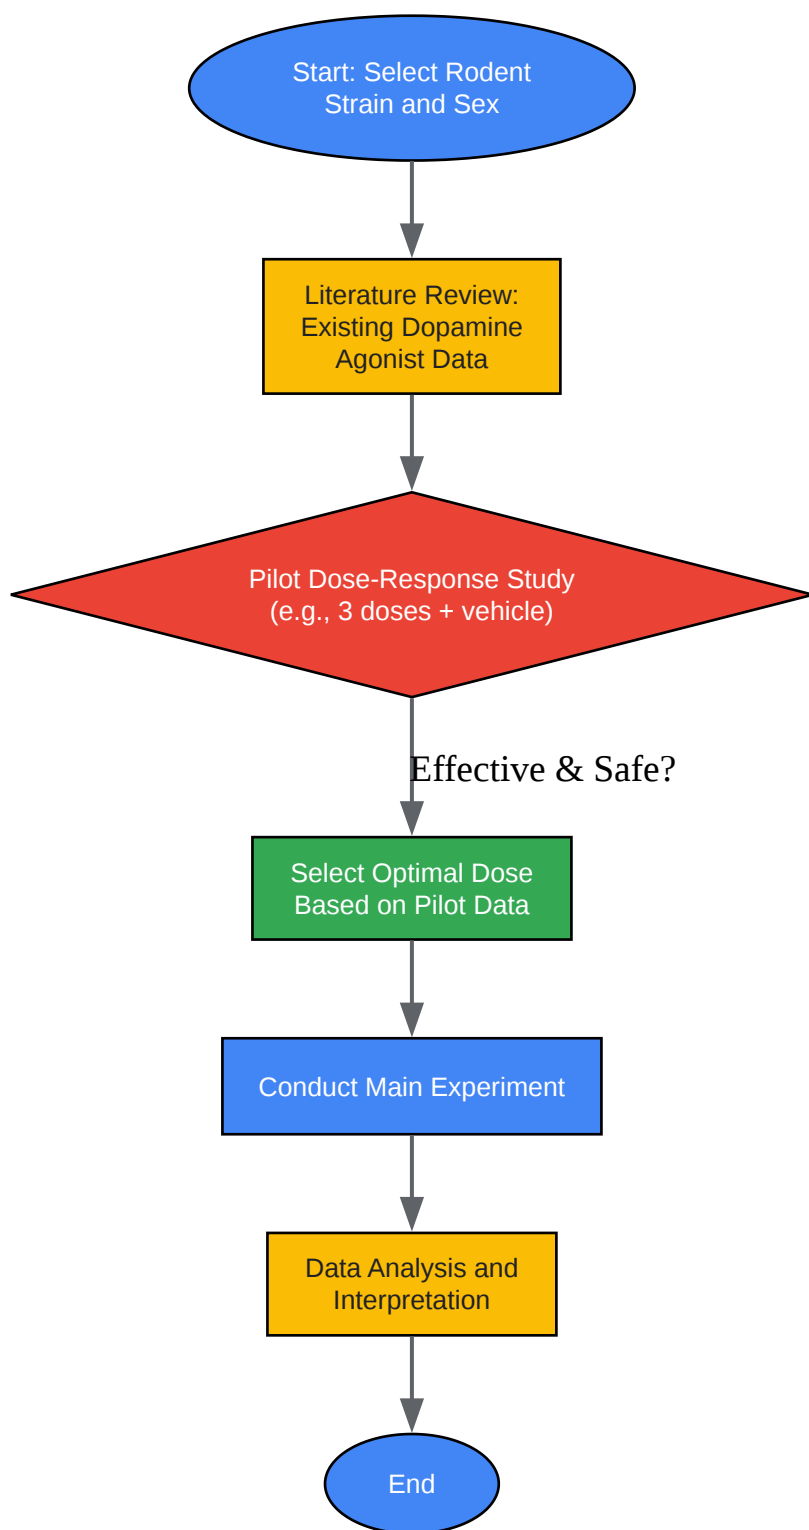 Start: Select Rodent
Strain and Sex
Literature Review:
Existing Dopamine
Agonist Data
Pilot Dose-Response Study
(e.g., 3 doses + vehicle)
Effective & Safe?
Select Optimal Dose
Based on Pilot Data
Conduct Main Experiment
Data Analysis and
Interpretation
End